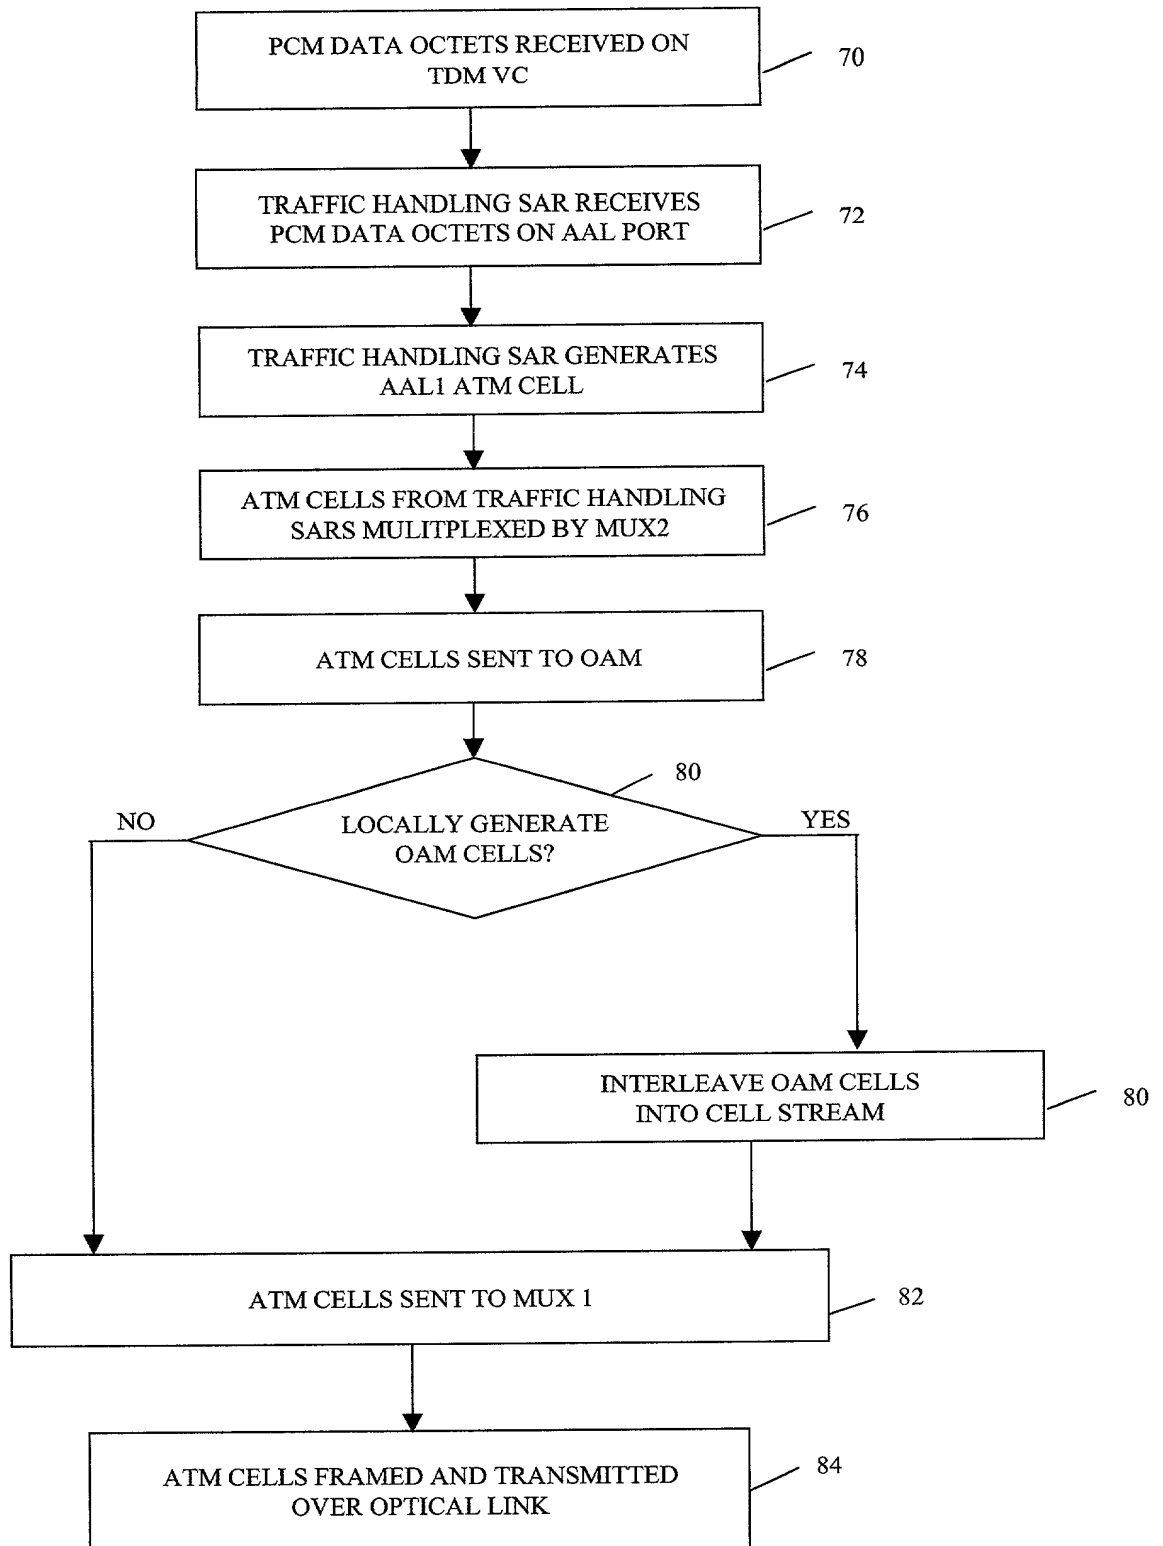 PCM DATA OCTETS RECEIVED ON
TDM VC
70
TRAFFIC HANDLING SAR RECEIVES
PCM DATA OCTETS ON AAL PORT
72
TRAFFIC HANDLING SAR GENERATES
AAL1 ATM CELL
74
ATM CELLS FROM TRAFFIC HANDLING
SARS MULITPLEXED BY MUX2
76
ATM CELLS SENT TO OAM
78
80
NO
LOCALLY GENERATE
OAM CELLS?
YES
INTERLEAVE OAM CELLS
INTO CELL STREAM
80
ATM CELLS SENT TO MUX 1
82
ATM CELLS FRAMED AND TRANSMITTED
OVER OPTICAL LINK
84